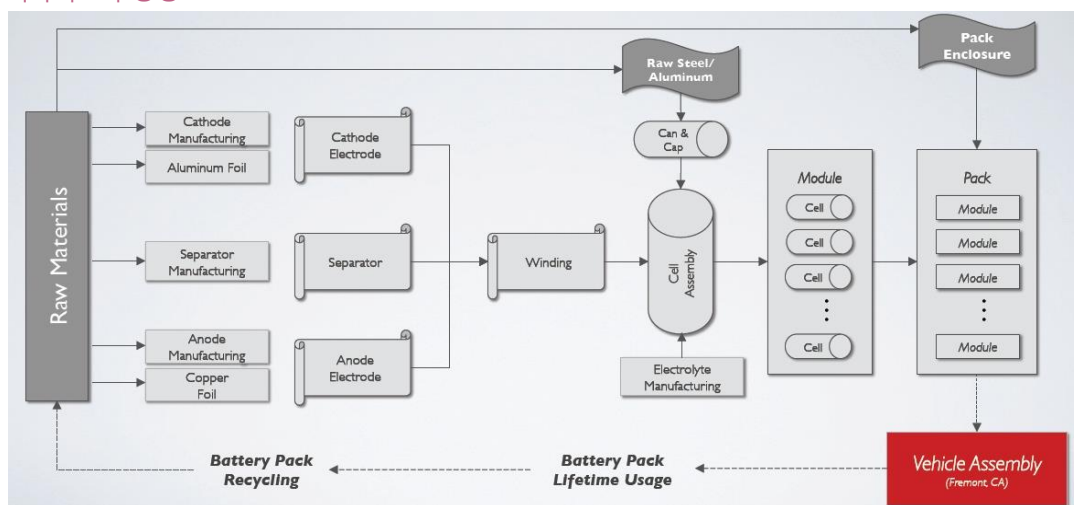 Pack
Enclosure
Raw Steel/
Aluminum
Raw Materials
Cathode
Manufacturing
Aluminum Foil
Cathode
Electrode
Can &
Cap
Module
Pack
Cell
Cell
Cell
Cell
Module
Module
Module
Module
Separator
Manufacturing
Separator
Winding
Cell
Assembly
Anode
Manufacturing
Copper
Foil
Anode
Electrode
Electrolyte
Manufacturing
Battery Pack
Recycling
Battery Pack
Lifetime Usage
Vehicle Assembly
(Fremont, CA)